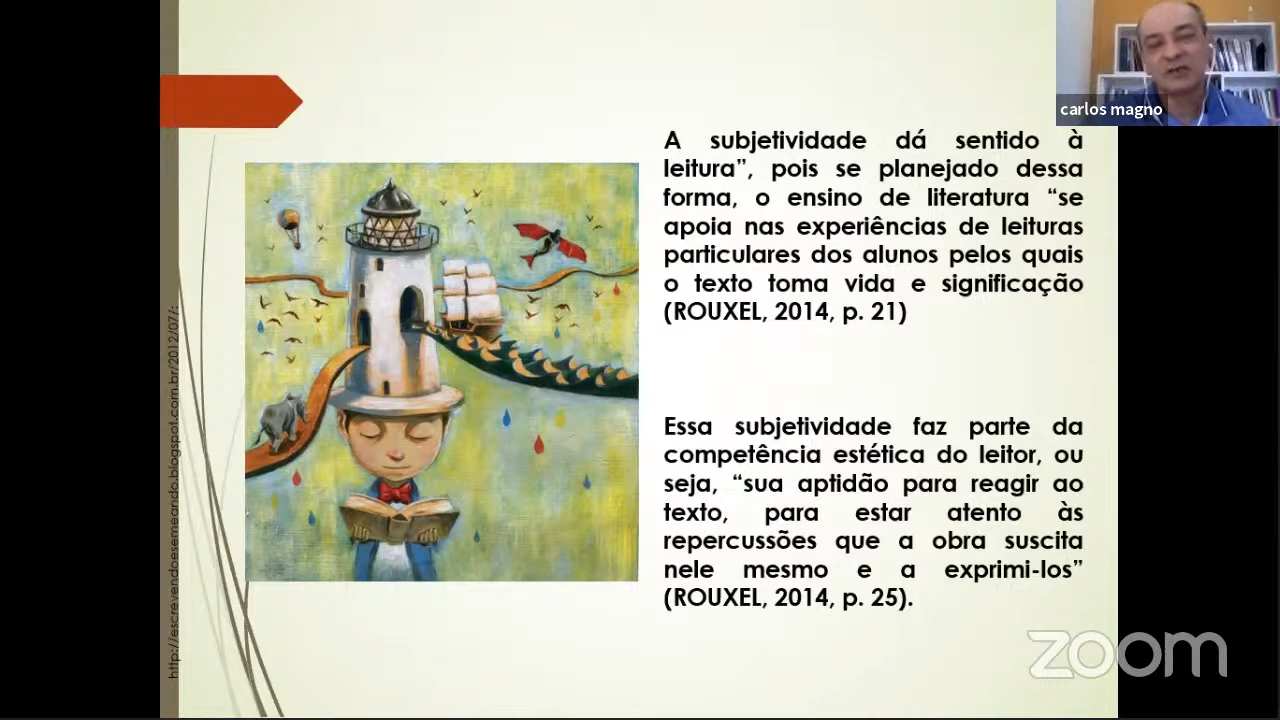 carlos magno
A subjetividade dá sentido à
leitura”, pois se planejado dessa
forma, o ensino de literatura “se
apoia nas experiências de leituras
particulares dos alunos pelos quais
o texto toma vida e significação
(ROUXEL, 2014, p. 21)
Essa subjetividade faz parte da
competência estética do leitor, ou
seja, “sua aptidão para reagir ao
texto, para estar atento às
repercussões que a obra suscita
nele mesmo e a exprimi-los”
(ROUXEL, 2014, p. 25).
http://escrevendoesemeando.blogspot.com.br/2012/07/:
zoom